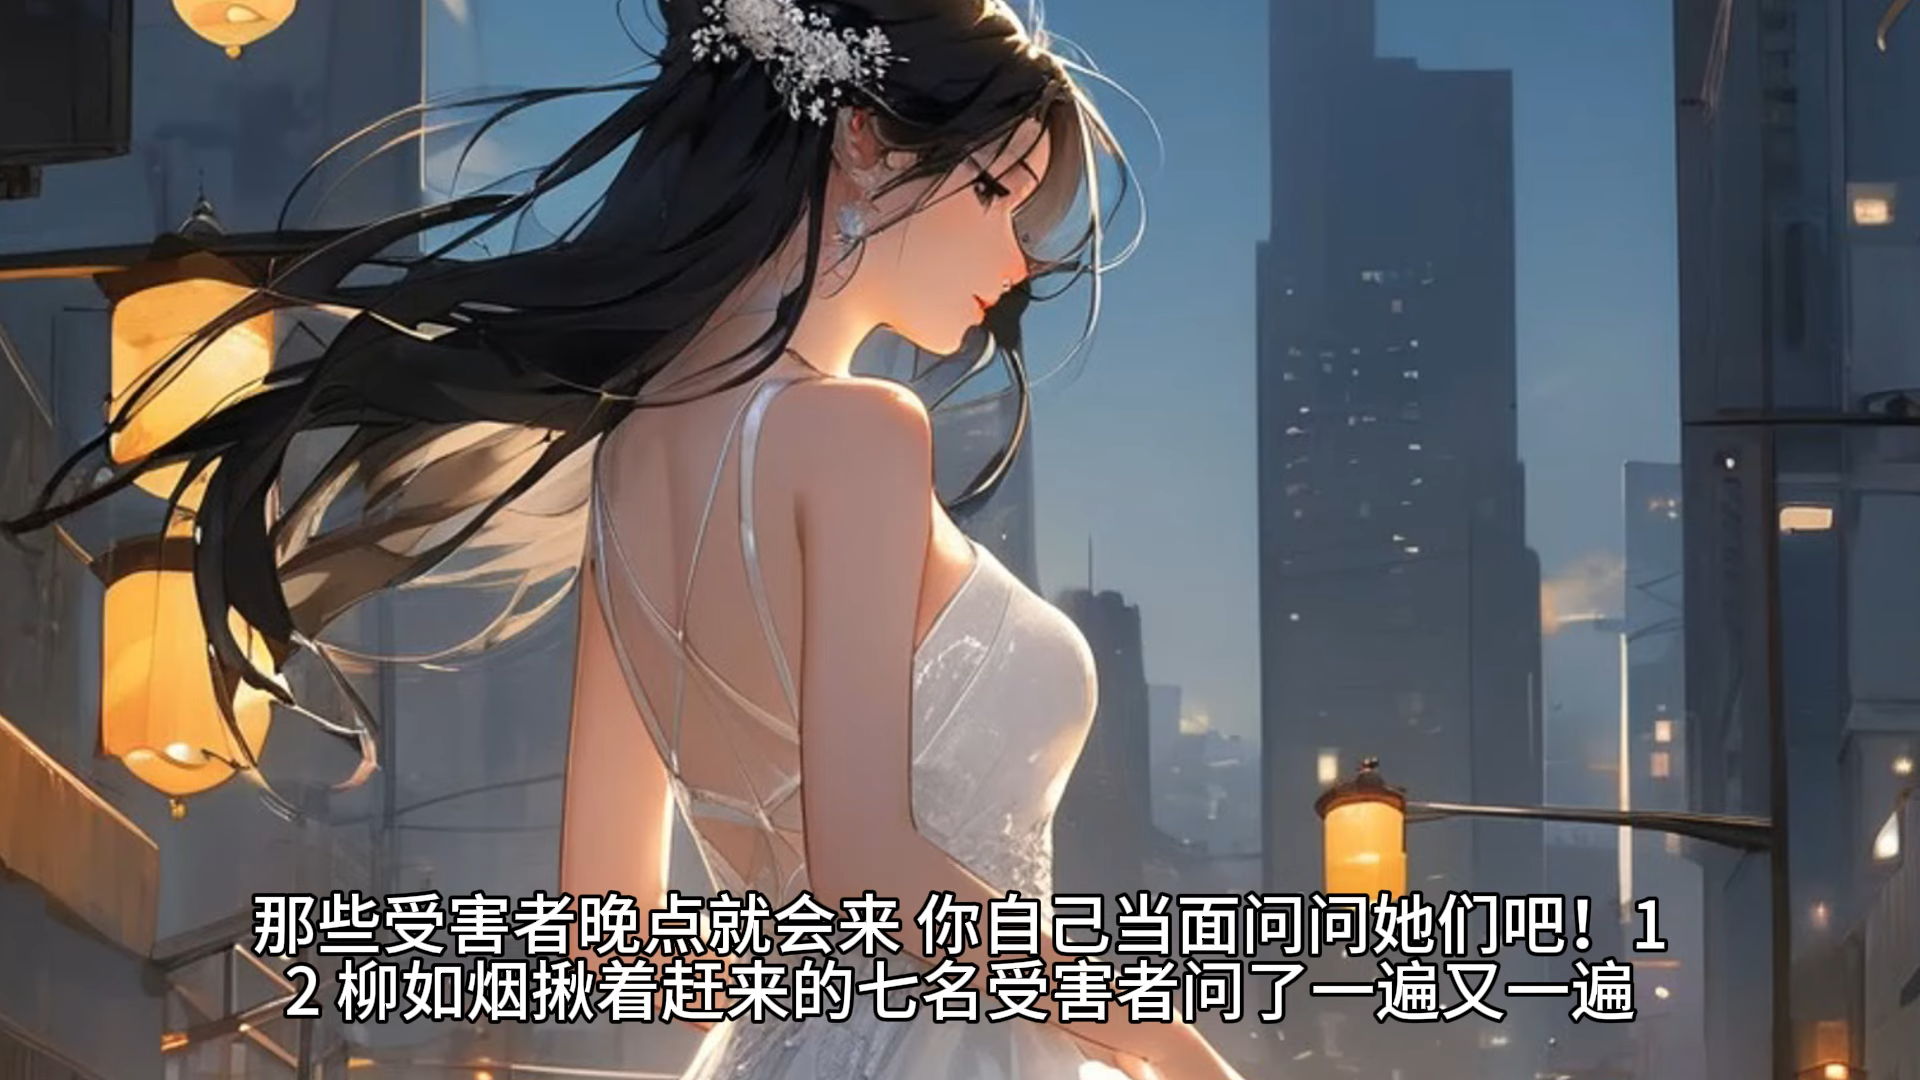 那些受害者晚点就会来 你自己当面问问她们吧！1
2 柳如烟揪着赶来的七名受害者问了一遍又一遍